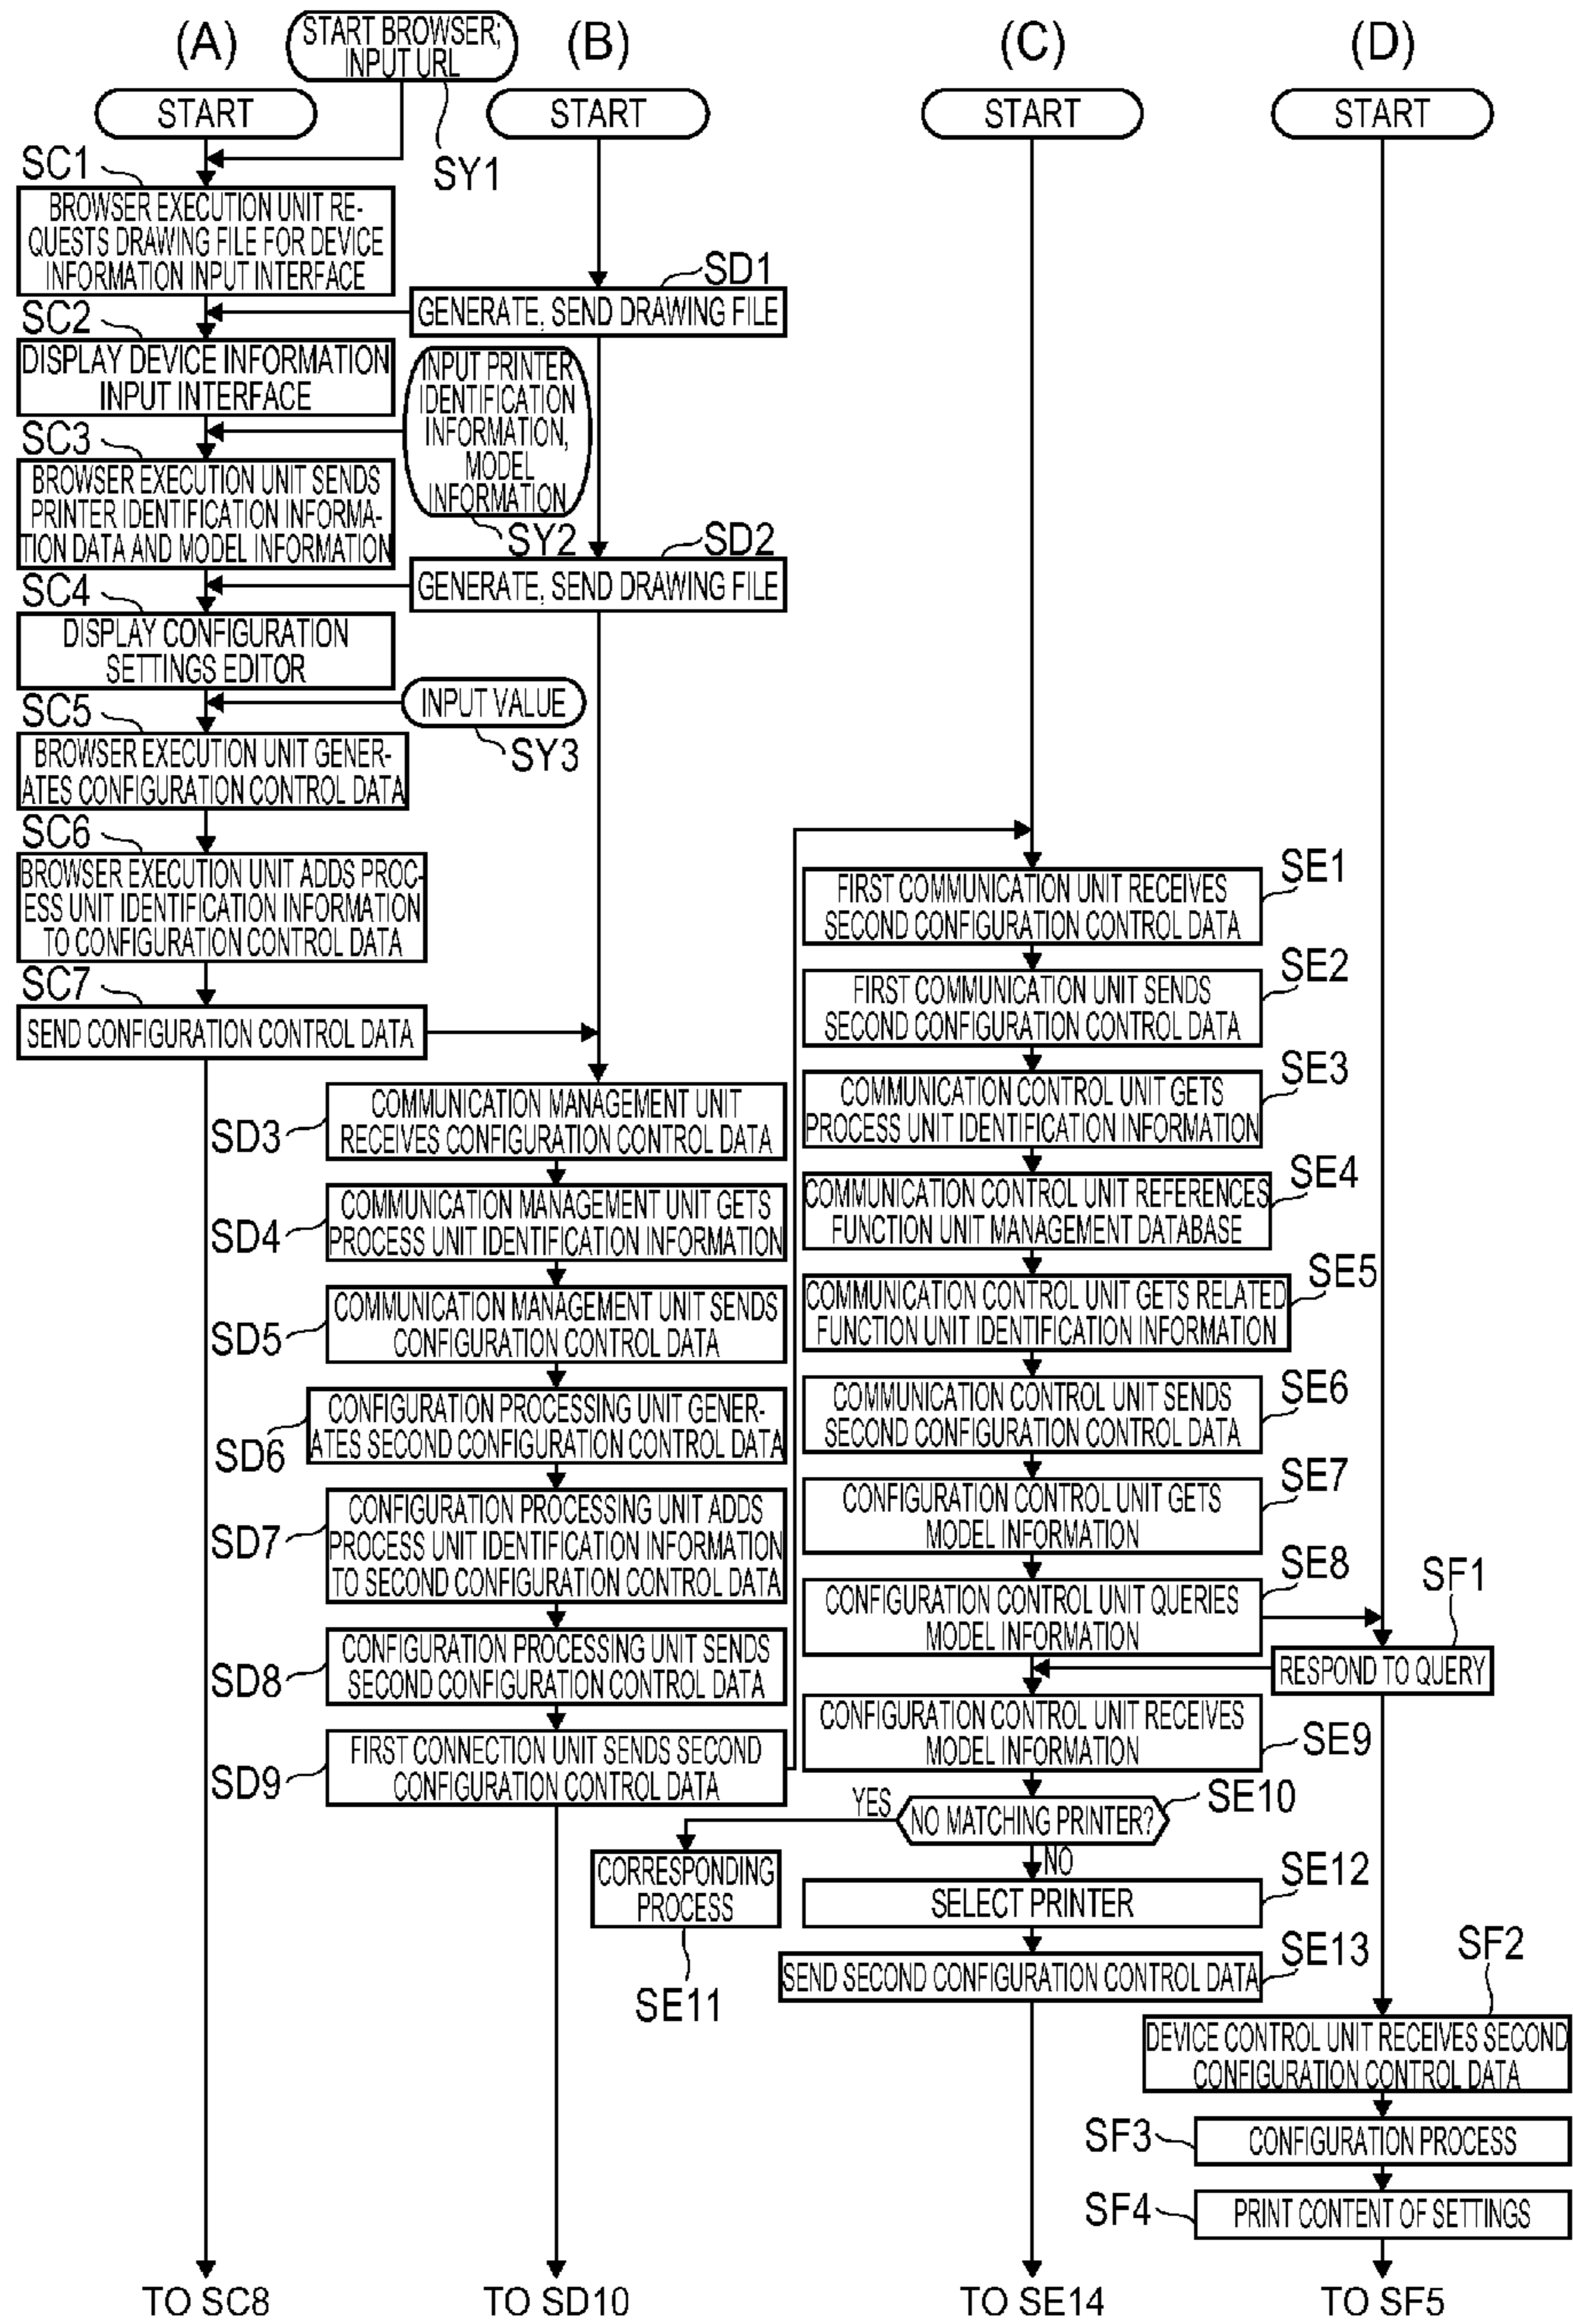 (A)
START BROWSER;
INPUT URL
(B)
(C)
(D)
START
START
START
START
SY1
SC1
BROWSER EXECUTION UNIT RE-
QUESTS DRAWING FILE FOR DEVICE
INFORMATION INPUT INTERFACE
SD1
GENERATE, SEND DRAWING FILE
SC2
DISPLAY DEVICE INFORMATION
INPUT INTERFACE
INPUT PRINTER
IDENTIFICATION
INFORMATION,
MODEL
INFORMATION
SY2
SC3
BROWSER EXECUTION UNIT SENDS
PRINTER IDENTIFICATION INFORMA-
TION DATA AND MODEL INFORMATION
SD2
GENERATE, SEND DRAWING FILE
SC4
DISPLAY CONFIGURATION
SETTINGS EDITOR
INPUT VALUE
SY3
SC5
BROWSER EXECUTION UNIT GENER-
ATES CONFIGURATION CONTROL DATA
SC6
BROWSER EXECUTION UNIT ADDS PROC-
ESS UNIT IDENTIFICATION INFORMATION
TO CONFIGURATION CONTROL DATA
SC7
SEND CONFIGURATION CONTROL DATA
SD3
COMMUNICATION MANAGEMENT UNIT
RECEIVES CONFIGURATION CONTROL DATA
SD4
COMMUNICATION MANAGEMENT UNIT GETS
PROCESS UNIT IDENTIFICATION INFORMATION
SD5
COMMUNICATION MANAGEMENT UNIT SENDS
CONFIGURATION CONTROL DATA
SD6
CONFIGURATION PROCESSING UNIT GENER-
ATES SECOND CONFIGURATION CONTROL DATA
SD7
CONFIGURATION PROCESSING UNIT ADDS
PROCESS UNIT IDENTIFICATION INFORMATION
TO SECOND CONFIGURATION CONTROL DATA
SD8
CONFIGURATION PROCESSING UNIT SENDS
SECOND CONFIGURATION CONTROL DATA
SD9
FIRST CONNECTION UNIT SENDS SECOND
CONFIGURATION CONTROL DATA
SE1
FIRST COMMUNICATION UNIT RECEIVES
SECOND CONFIGURATION CONTROL DATA
SE2
FIRST COMMUNICATION UNIT SENDS
SECOND CONFIGURATION CONTROL DATA
SE3
COMMUNICATION CONTROL UNIT GETS
PROCESS UNIT IDENTIFICATION INFORMATION
SE4
COMMUNICATION CONTROL UNIT REFERENCES
FUNCTION UNIT MANAGEMENT DATABASE
SE5
COMMUNICATION CONTROL UNIT GETS RELATED
FUNCTION UNIT IDENTIFICATION INFORMATION
SE6
COMMUNICATION CONTROL UNIT SENDS
SECOND CONFIGURATION CONTROL DATA
SE7
CONFIGURATION CONTROL UNIT GETS
MODEL INFORMATION
SE8
CONFIGURATION CONTROL UNIT QUERIES
MODEL INFORMATION
SF1
RESPOND TO QUERY
CONFIGURATION CONTROL UNIT RECEIVES
MODEL INFORMATION
SE9
SE10
YES
NO MATCHING PRINTER?
NO
CORRESPONDING
PROCESS
SE11
SE12
SELECT PRINTER
SE13
SEND SECOND CONFIGURATION CONTROL DATA
SF2
DEVICE CONTROL UNIT RECEIVES SECOND
CONFIGURATION CONTROL DATA
SF3
CONFIGURATION PROCESS
SF4
PRINT CONTENT OF SETTINGS
TO SC8
TO SD10
TO SE14
TO SF5